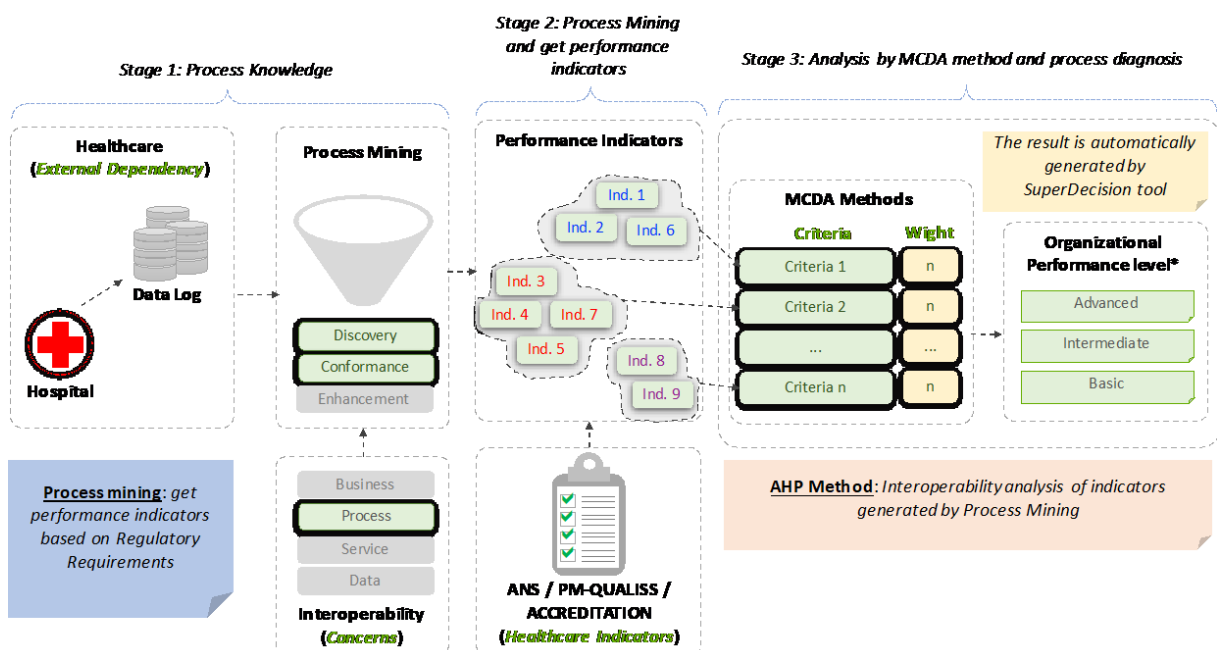 Stage 1: Process Knowledge
Stage 2: Process Mining
and get performance
indicators
Stage 3: Analysis by MCDA method and process diagnosis
Healthcare
(External Dependency)
Data Log
Hospital
Process Mining
Discovery
Conformance
Enhancement
Performance Indicators
Ind. 1
Ind. 2
Ind. 6
Ind. 3
Ind. 4
Ind. 7
Ind. 5
Ind. 8
Ind. 9
The result is automatically
generated by
SuperDecision tool
MCDA Methods
Criteria
Wight
Criteria 1
n
Criteria 2
n
...
...
Criteria n
n
Organizational
Performance level*
Advanced
Intermediate
Basic
Process mining: get
performance indicators
based on Regulatory
Requirements
Business
Process
Service
Data
Interoperability
(Concerns)
ANS / PM-QUALISS /
ACCREDITATION
(Healthcare Indicators)
AHP Method: Interoperability analysis of indicators
generated by Process Mining